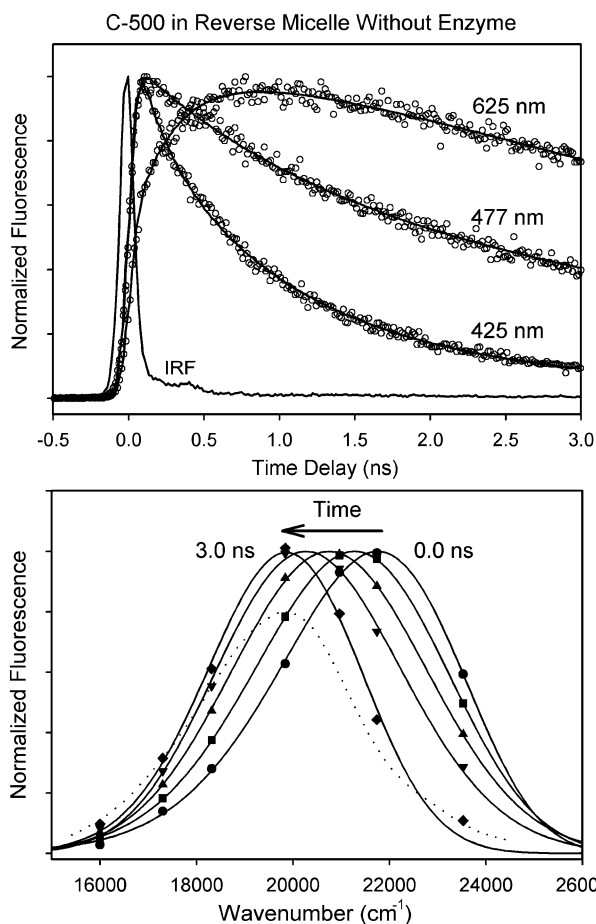 C-500 in Reverse Micelle Without Enzyme
Normalized Fluorescence
625 nm
477 nm
425 nm
IRF
-0.5 0.0 0.5 1.0 1.5 2.0 2.5 3.0
Time Delay (ns)
Time
3.0 ns 0.0 ns
Normalized Fluorescence
16000 18000 20000 22000 24000 2600
Wavenumber (cm-1)